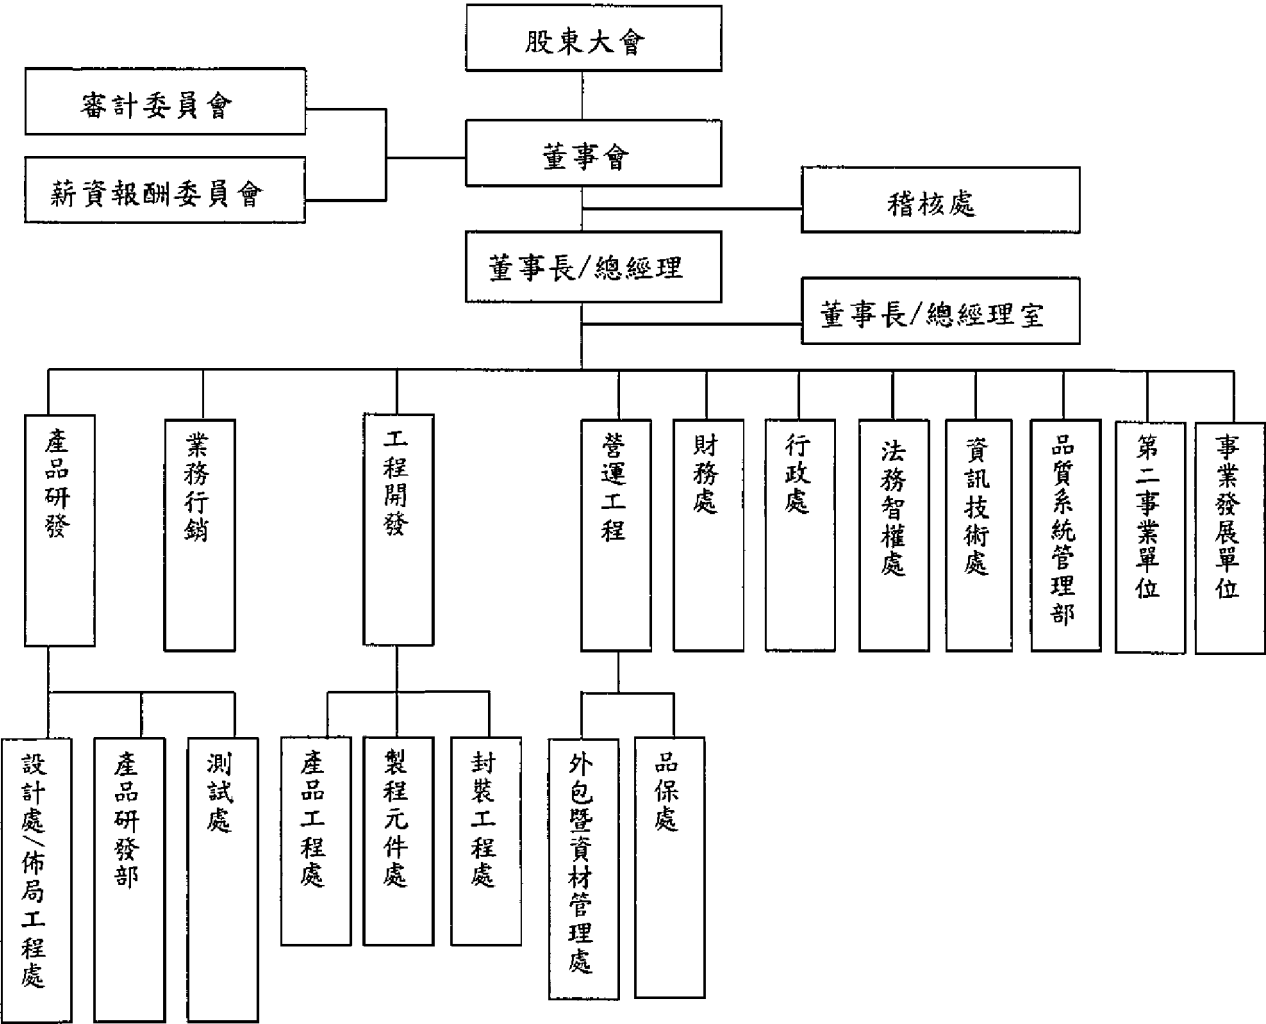 股東大會
審計委員會
董事會
薪資報酬委員會
稽核處
董事長/總經理
董事長/總經理室
產品研發
業務行銷
工程開發
營運工程
財務處
行政處
法務智權處
資訊技術處
品質系統管理部
第二事業單位
事業發展單位
設計處/佈局工程處
產品研發部
測試處
產品工程處
製程元件處
封裝工程處
外包暨資材管理處
品保處